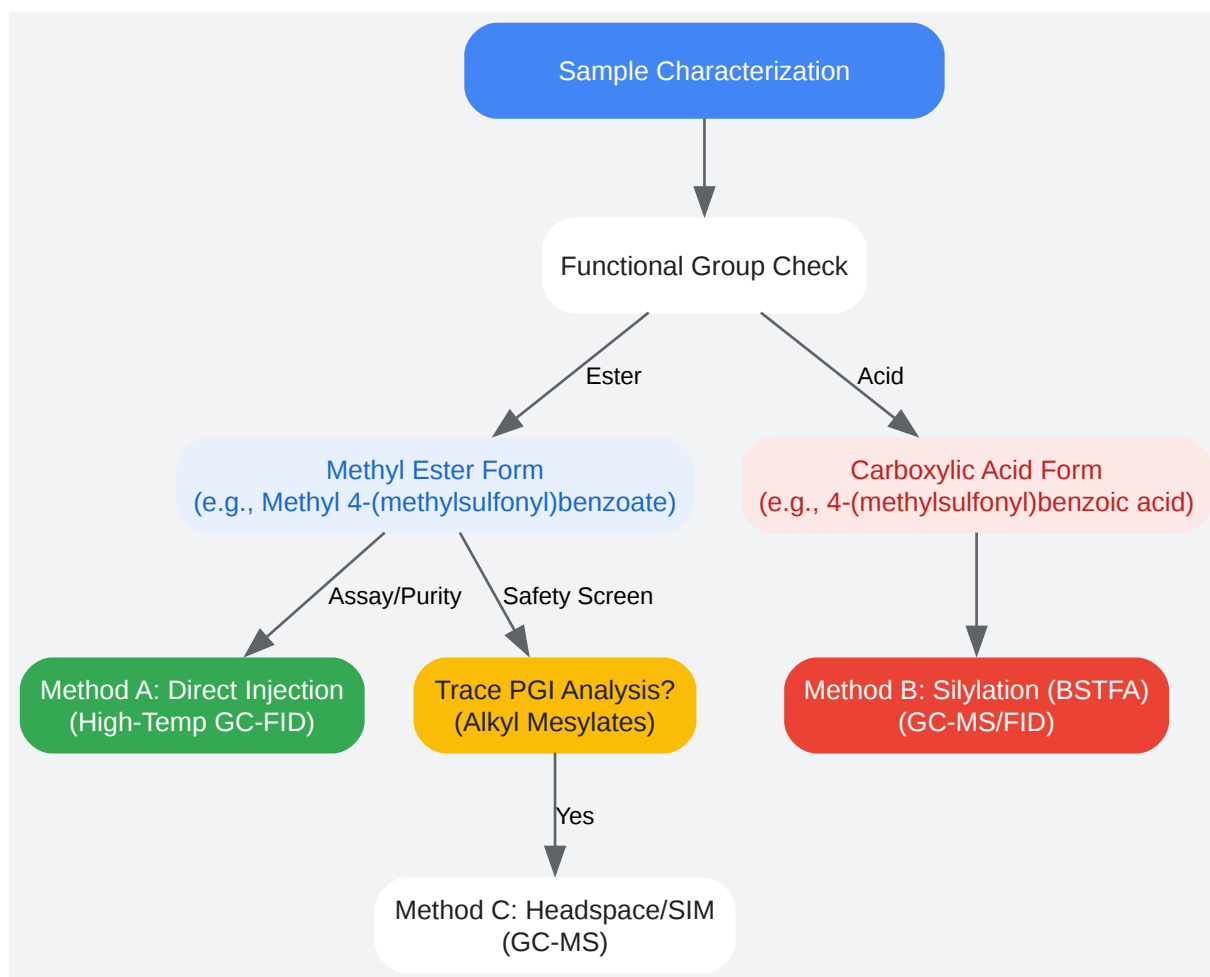 Sample Characterization
Functional Group Check
Ester
Acid
Methyl Ester Form
(e.g., Methyl 4-(methylsulfonyl)benzoate)
Carboxylic Acid Form
(e.g., 4-(methylsulfonyl)benzoic acid)
Assay/Purity
Safety Screen
Method A: Direct Injection
(High-Temp GC-FID)
Trace PGI Analysis?
(Alkyl Mesylates)
Method B: Silylation (BSTFA)
(GC-MS/FID)
Yes
Method C: Headspace/SIM
(GC-MS)